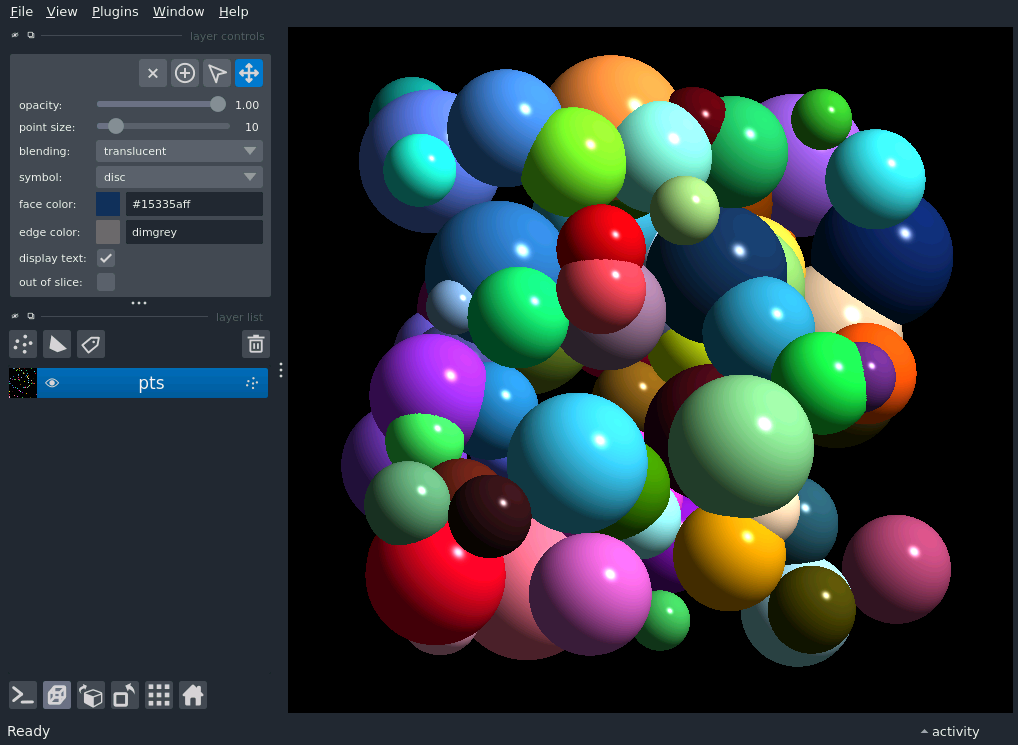 File View Plugins Window Help
layer controls
opacity: 1.00
point size: 10
blending: translucent
symbol: disc
face color: #15335aff
edge color: dimgrey
display text:
out of slice:
layer list
pts
Ready
activity